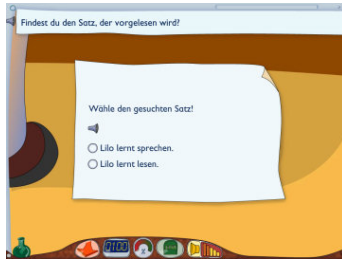 Findest du den Satz, der vorgelesen wird?
Wähle den gesuchten Satz!
Lilo lernt sprechen.
Lilo lernt lesen.